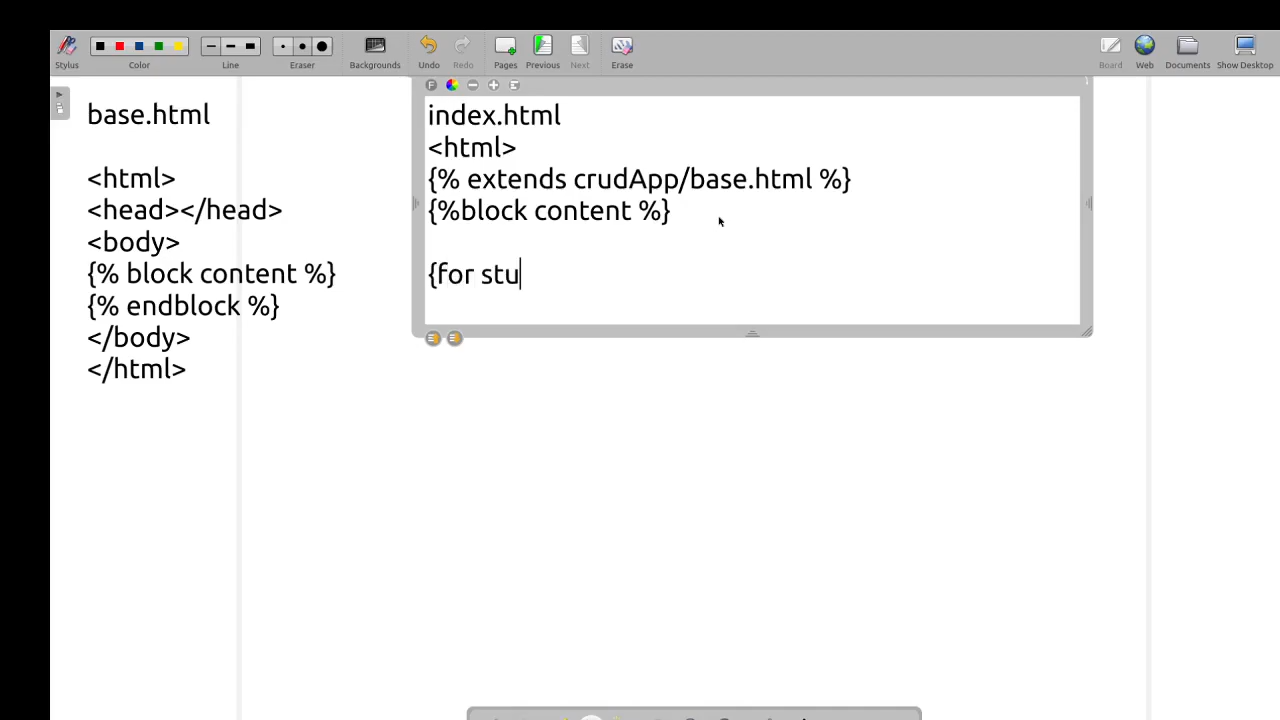 Stylus
Color
Line
Eraser
Backgrounds
Undo
Redo
Pages
Previous
Next
Erase
Board
Web
Documents
Show Desktop
base.html
<html>
<head></head>
<body>
{% block content %}
{% endblock %}
</body>
</html>
F
index.html
<html>
{% extends crudApp/base.html %}
{%block content %}
{for stu